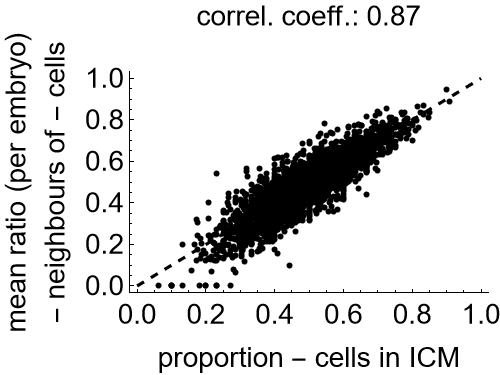 correl. coeff.: 0.87
mean ratio (per embryo)
− neighbours of − cells
1.0
0.8
0.6
0.4
0.2
0.0
0.0 0.2 0.4 0.6 0.8 1.0
proportion − cells in ICM